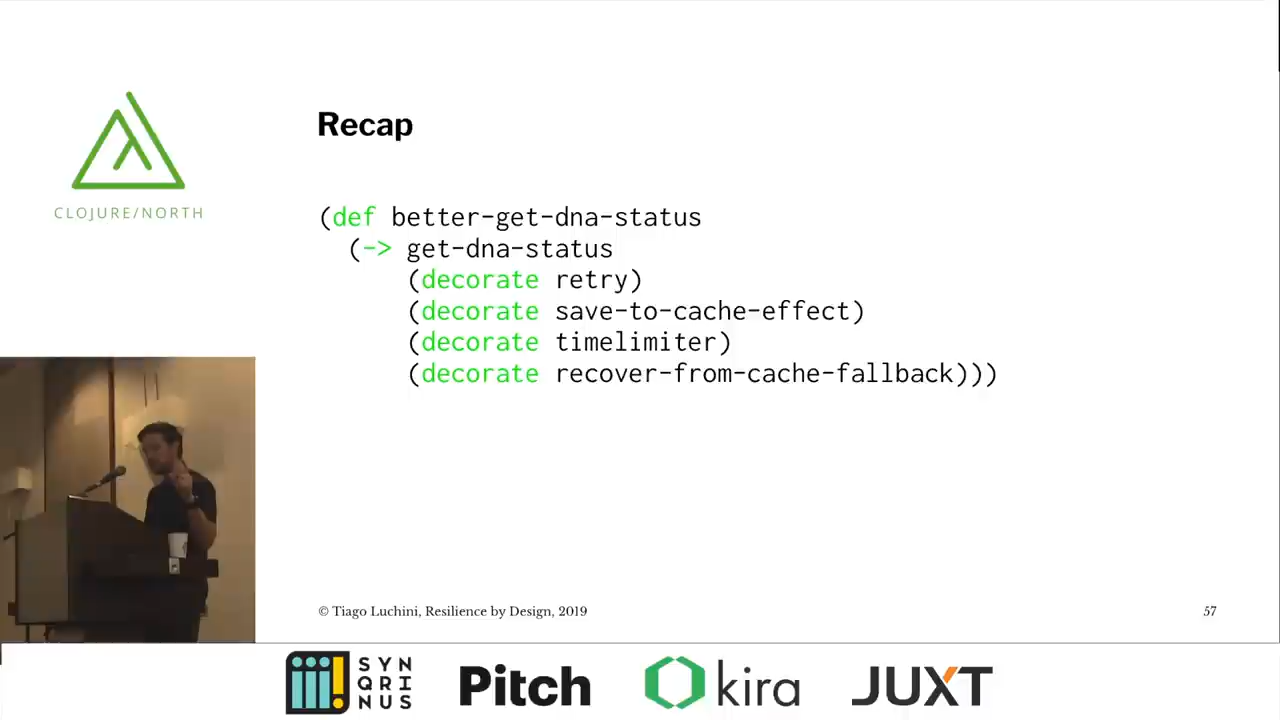 CLOJURE/NORTH
Recap
(def better-get-dna-status
(-> get-dna-status
(decorate retry)
(decorate save-to-cache-effect)
(decorate timelimiter)
(decorate recover-from-cache-fallback)))
© Tiago Luchini, Resilience by Design, 2019
57
SYN
QRI
NUS
Pitch
kira
JUXT